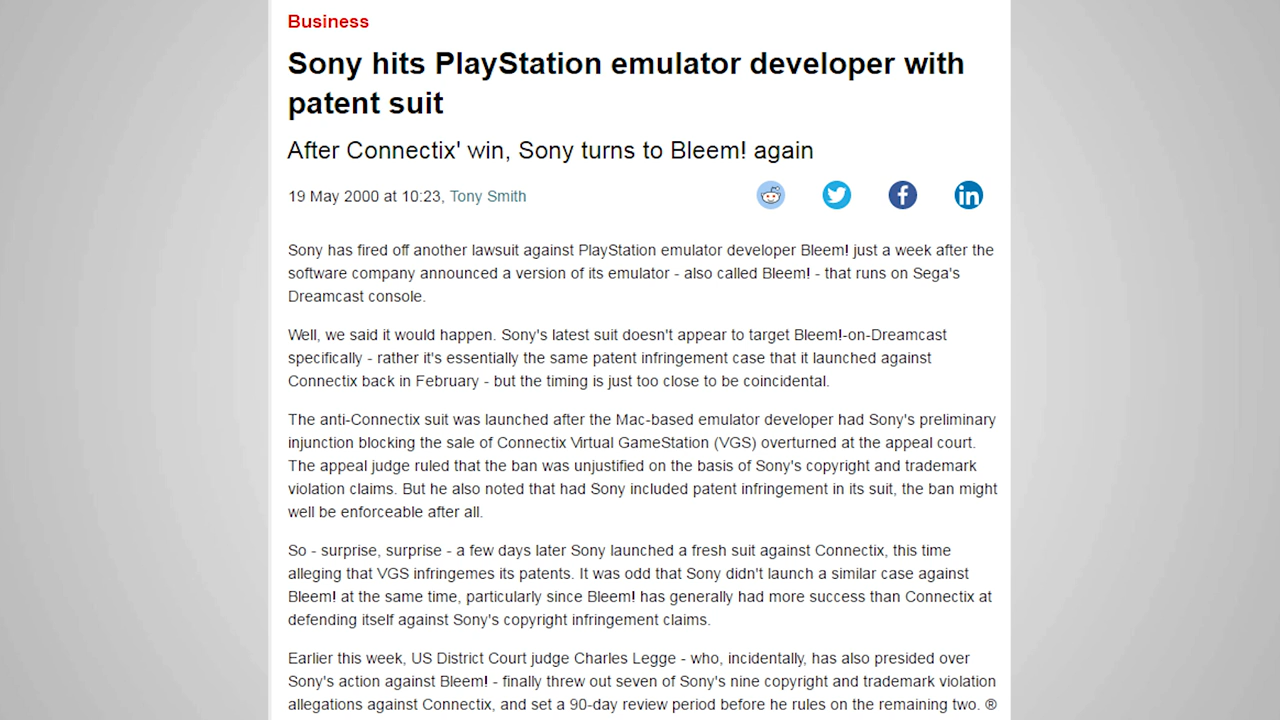 Business
Sony hits PlayStation emulator developer with
patent suit
After Connectix' win, Sony turns to Bleem! again
19 May 2000 at 10:23, Tony Smith
in
Sony has fired off another lawsuit against PlayStation emulator developer Bleem! just a week after the
software company announced a version of its emulator - also called Bleem! - that runs on Sega's
Dreamcast console.
Well, we said it would happen. Sony's latest suit doesn't appear to target Bleem!-on-Dreamcast
specifically - rather it's essentially the same patent infringement case that it launched against
Connectix back in February - but the timing is just too close to be coincidental.
The anti-Connectix suit was launched after the Mac-based emulator developer had Sony's preliminary
injunction blocking the sale of Connectix Virtual GameStation (VGS) overturned at the appeal court.
The appeal judge ruled that the ban was unjustified on the basis of Sony's copyright and trademark
violation claims. But he also noted that had Sony included patent infringement in its suit, the ban might
well be enforceable after all.
So - surprise, surprise - a few days later Sony launched a fresh suit against Connectix, this time
alleging that VGS infringemes its patents. It was odd that Sony didn't launch a similar case against
Bleem! at the same time, particularly since Bleem! has generally had more success than Connectix at
defending itself against Sony's copyright infringement claims.
Earlier this week, US District Court judge Charles Legge - who, incidentally, has also presided over
Sony's action against Bleem! - finally threw out seven of Sony's nine copyright and trademark violation
allegations against Connectix, and set a 90-day review period before he rules on the remaining two. ®